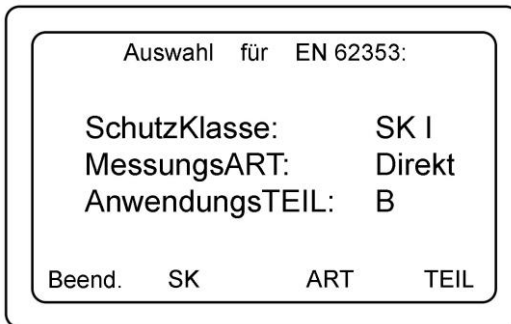 Auswahl für EN 62353:
SchutzKlasse: SK I
MessungsART: Direkt
AnwendungsTEIL: B
Beend. SK ART TEIL